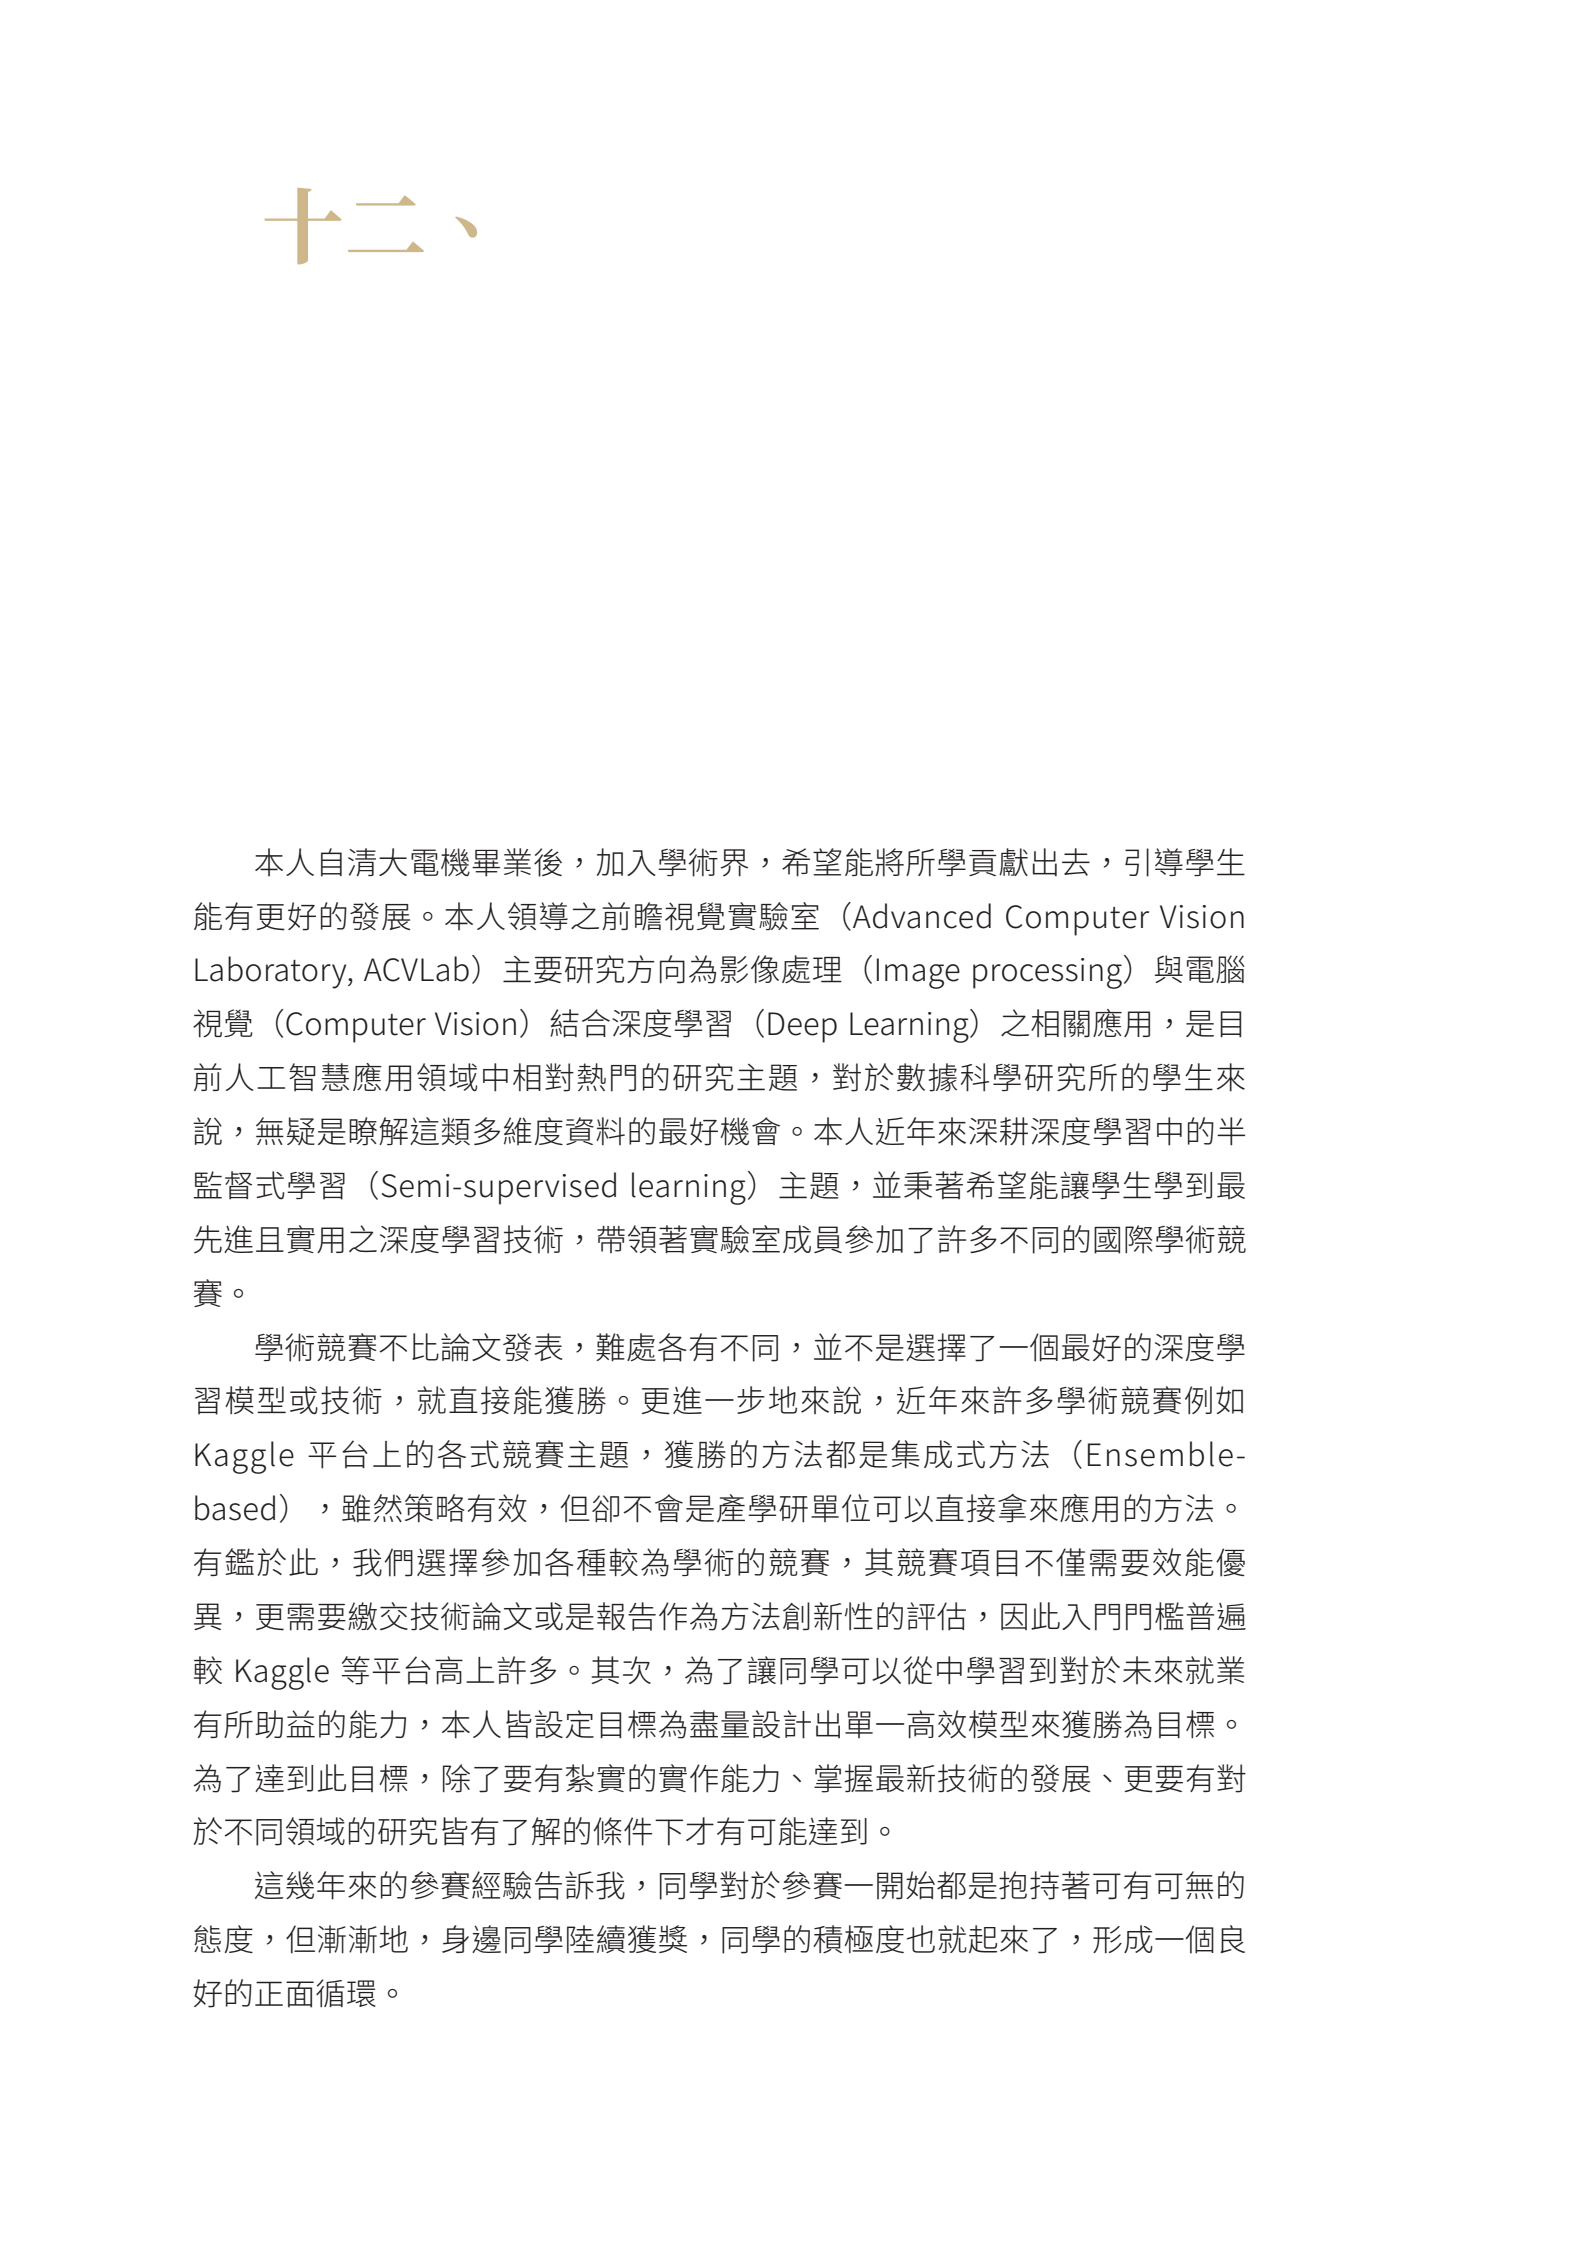 十二、
本人自清大電機畢業後，加入學術界，希望能將所學貢獻出去，引導學生
能有更好的發展。本人領導之前瞻視覺實驗室（Advanced Computer Vision
Laboratory, ACVLab）主要研究方向為影像處理（Image processing）與電腦
視覺（Computer Vision）結合深度學習（Deep Learning）之相關應用，是目
前人工智慧應用領域中相對熱門的研究主題，對於數據科學研究所的學生來
說，無疑是瞭解這類多維度資料的最好機會。本人近年來深耕深度學習中的半
監督式學習（Semi-supervised learning）主題，並秉著希望能讓學生學到最
先進且實用之深度學習技術，帶領著實驗室成員參加了許多不同的國際學術競
賽。
學術競賽不比論文發表，難處各有不同，並不是選擇了一個最好的深度學
習模型或技術，就直接能獲勝。更進一步地來說，近年來許多學術競賽例如
Kaggle 平台上的各式競賽主題，獲勝的方法都是集成式方法（Ensemble-
based），雖然策略有效，但卻不會是產學研單位可以直接拿來應用的方法。
有鑑於此，我們選擇參加各種較為學術的競賽，其競賽項目不僅需要效能優
異，更需要繳交技術論文或是報告作為方法創新性的評估，因此入門門檻普遍
較 Kaggle 等平台高上許多。其次，為了讓同學可以從中學習到對於未來就業
有所助益的能力，本人皆設定目標為盡量設計出單一高效模型來獲勝為目標。
為了達到此目標，除了要有紮實的實作能力、掌握最新技術的發展、更要有對
於不同領域的研究皆有了解的條件下才有可能達到。
這幾年來的參賽經驗告訴我，同學對於參賽一開始都是抱持著可有可無的
態度，但漸漸地，身邊同學陸續獲獎，同學的積極度也就起來了，形成一個良
好的正面循環。